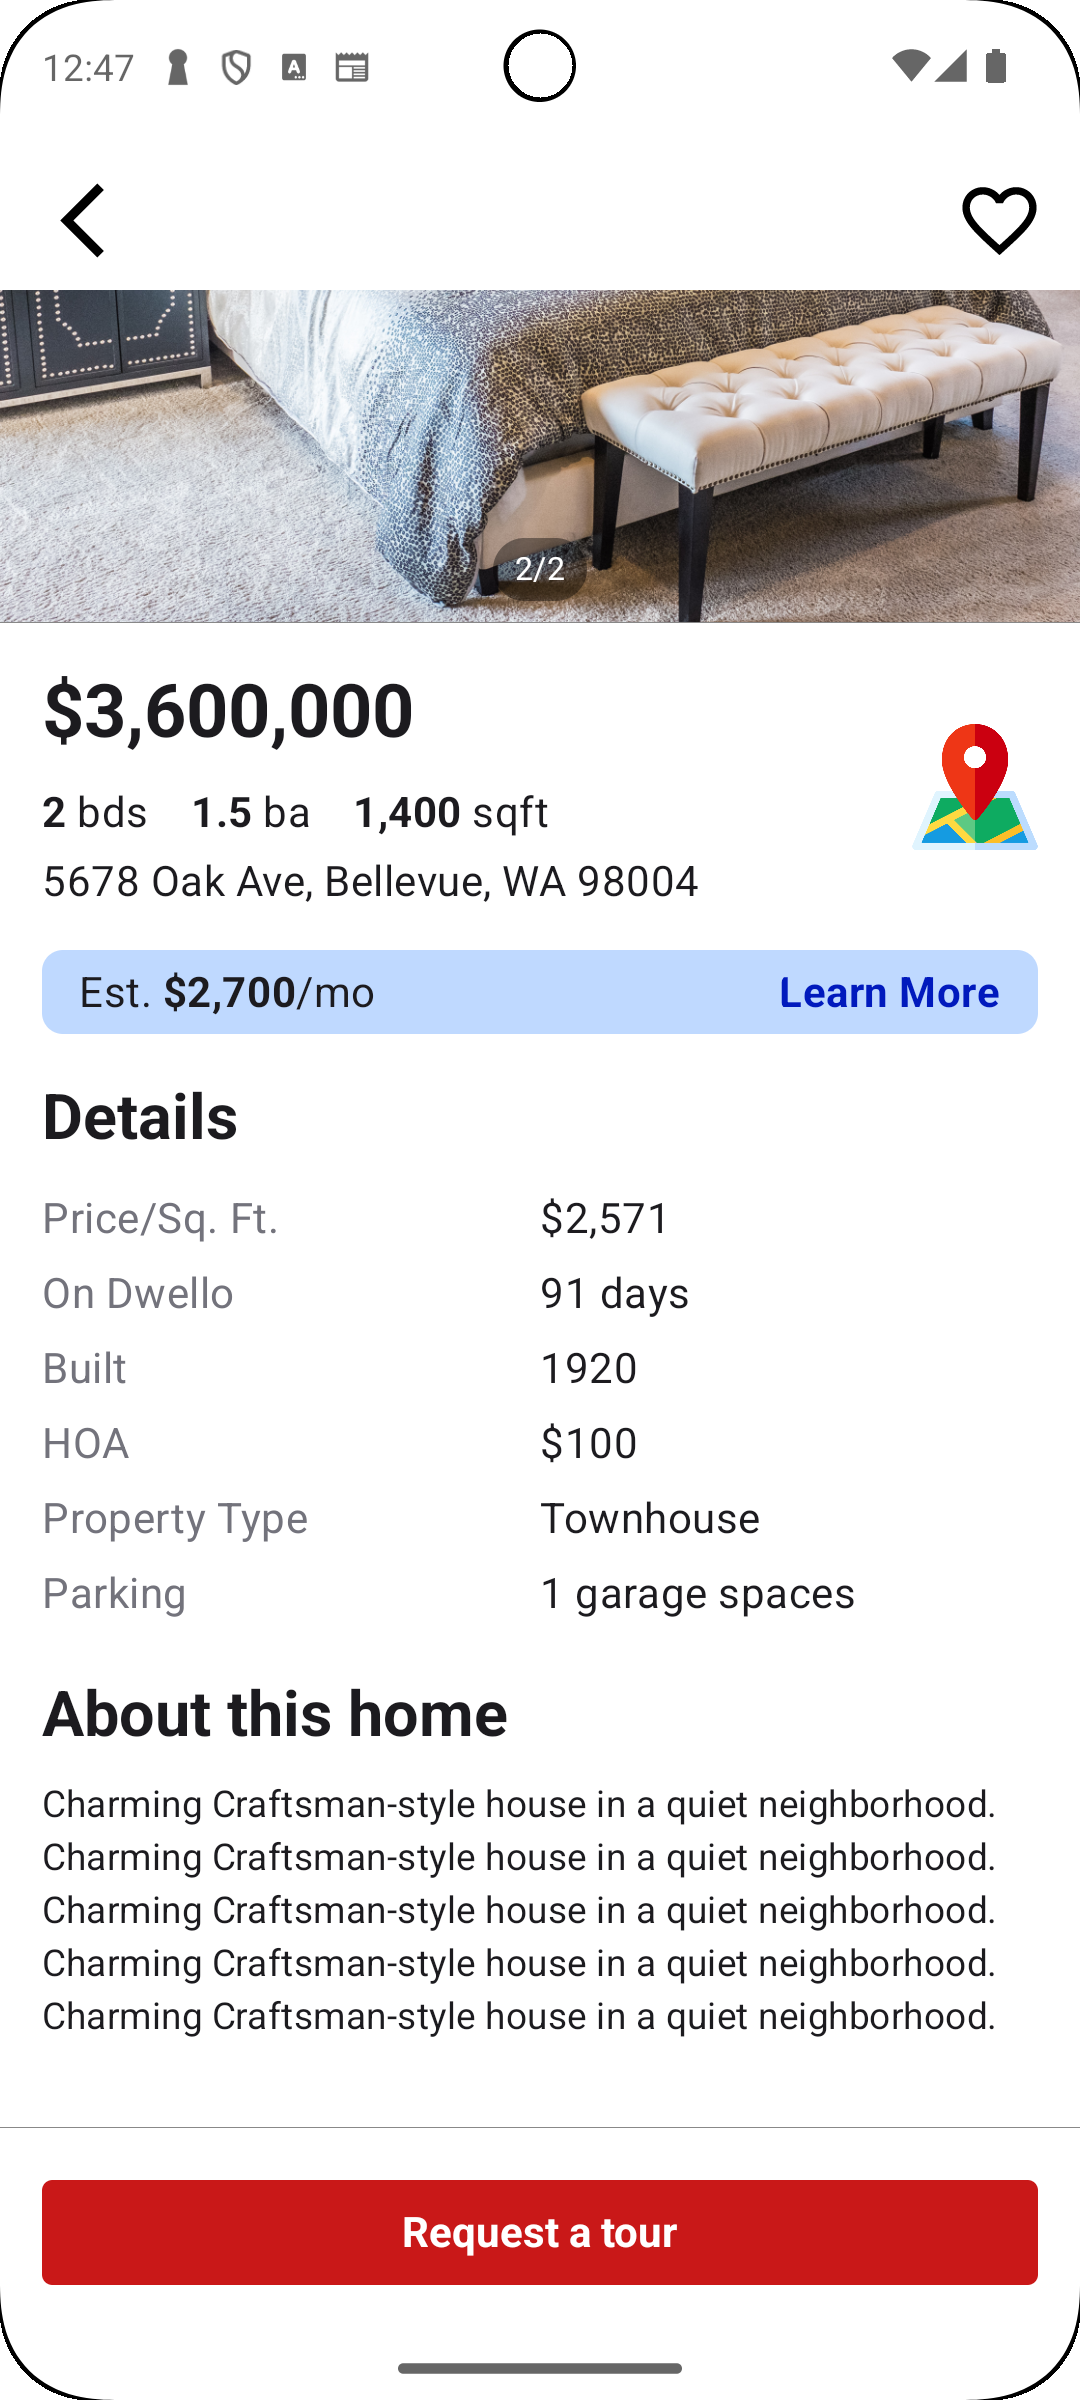 12:47
2/2
$3,600,000
2 bds 1.5 ba 1,400 sqft
5678 Oak Ave, Bellevue, WA 98004
Est. $2,700/mo Learn More
Details
Price/Sq. Ft. $2,571
On Dwello 91 days
Built 1920
HOA $100
Property Type Townhouse
Parking 1 garage spaces
About this home
Charming Craftsman-style house in a quiet neighborhood.
Charming Craftsman-style house in a quiet neighborhood.
Charming Craftsman-style house in a quiet neighborhood.
Charming Craftsman-style house in a quiet neighborhood.
Charming Craftsman-style house in a quiet neighborhood.
Request a tour